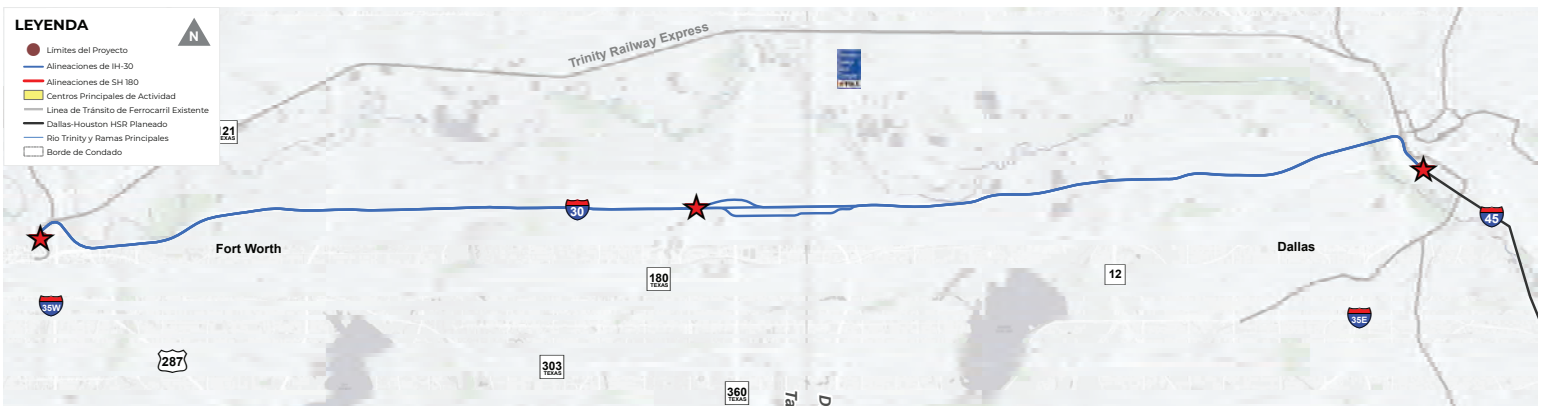 LEYENDA
N
Límites del Proyecto
Alineaciones de IH-30
Alineaciones de SH 180
Centros Principales de Actividad
Línea de Tránsito de Ferrocarril Existente
Dallas-Houston HSR Planeado
Río Trinity y Ramas Principales
Borde de Condado
Trinity Railway Express
121
TEXAS
30
45
Fort Worth
Dallas
180
TEXAS
12
35W
35E
287
303
TEXAS
360
TEXAS
Ta
D